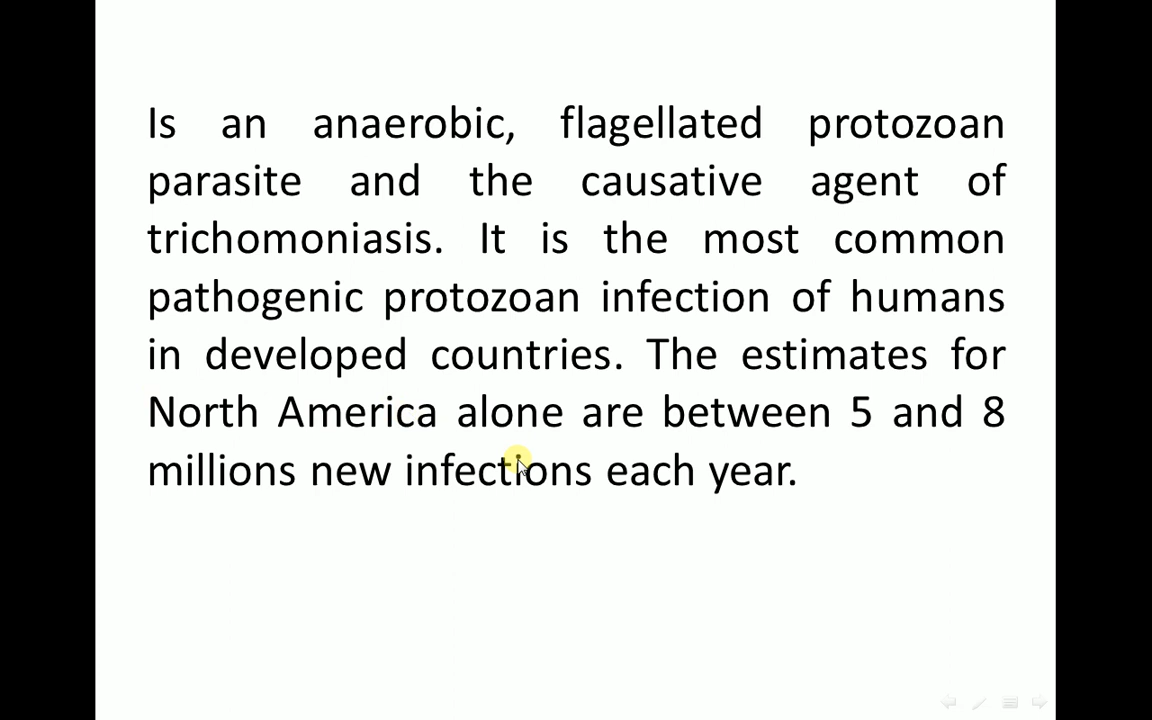 Is an anaerobic, flagellated protozoan
parasite and the causative agent of
trichomoniasis. It is the most common
pathogenic protozoan infection of humans
in developed countries. The estimates for
North America alone are between 5 and 8
millions new infections each year.